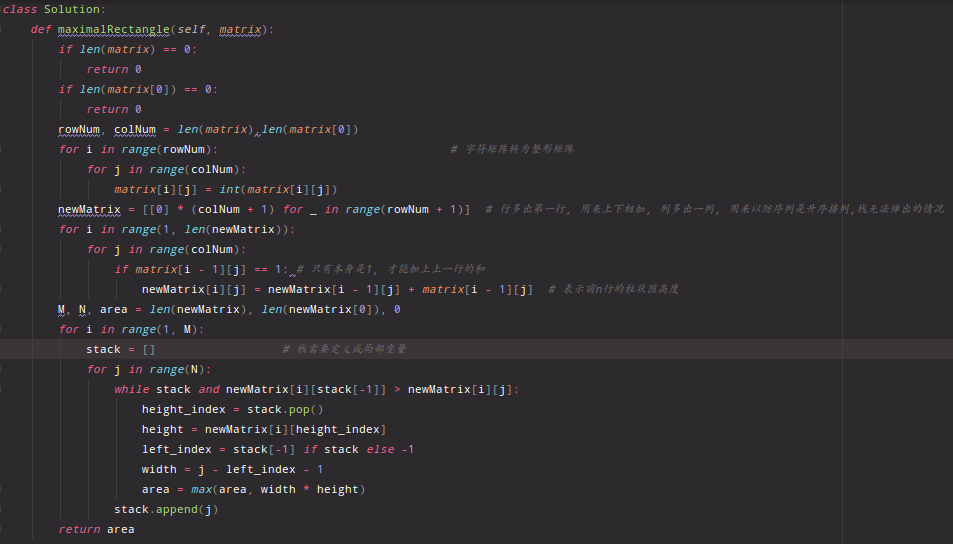 class Solution:
def maximalRectangle(self, matrix):
if len(matrix) == 0:
return 0
if len(matrix[0]) == 0:
return 0
rowNum, colNum = len(matrix),len(matrix[0])
for i in range(rowNum): # 字符矩阵转为整形矩阵
for j in range(colNum):
matrix[i][j] = int(matrix[i][j])
newMatrix = [[0] * (colNum + 1) for _ in range(rowNum + 1)] # 行多出第一行, 用来上下相加, 列多出一列, 用来以防序列是升序排列,栈无法弹出的情况
for i in range(1, len(newMatrix)):
for j in range(colNum):
if matrix[i - 1][j] == 1: # 只有本身是1, 才能加上上一行的和
newMatrix[i][j] = newMatrix[i - 1][j] + matrix[i - 1][j] # 表示前n行的柱状图高度
M, N, area = len(newMatrix), len(newMatrix[0]), 0
for i in range(1, M):
stack = [] # 栈需要定义成局部变量
for j in range(N):
while stack and newMatrix[i][stack[-1]] > newMatrix[i][j]:
height_index = stack.pop()
height = newMatrix[i][height_index]
left_index = stack[-1] if stack else -1
width = j - left_index - 1
area = max(area, width * height)
stack.append(j)
return area